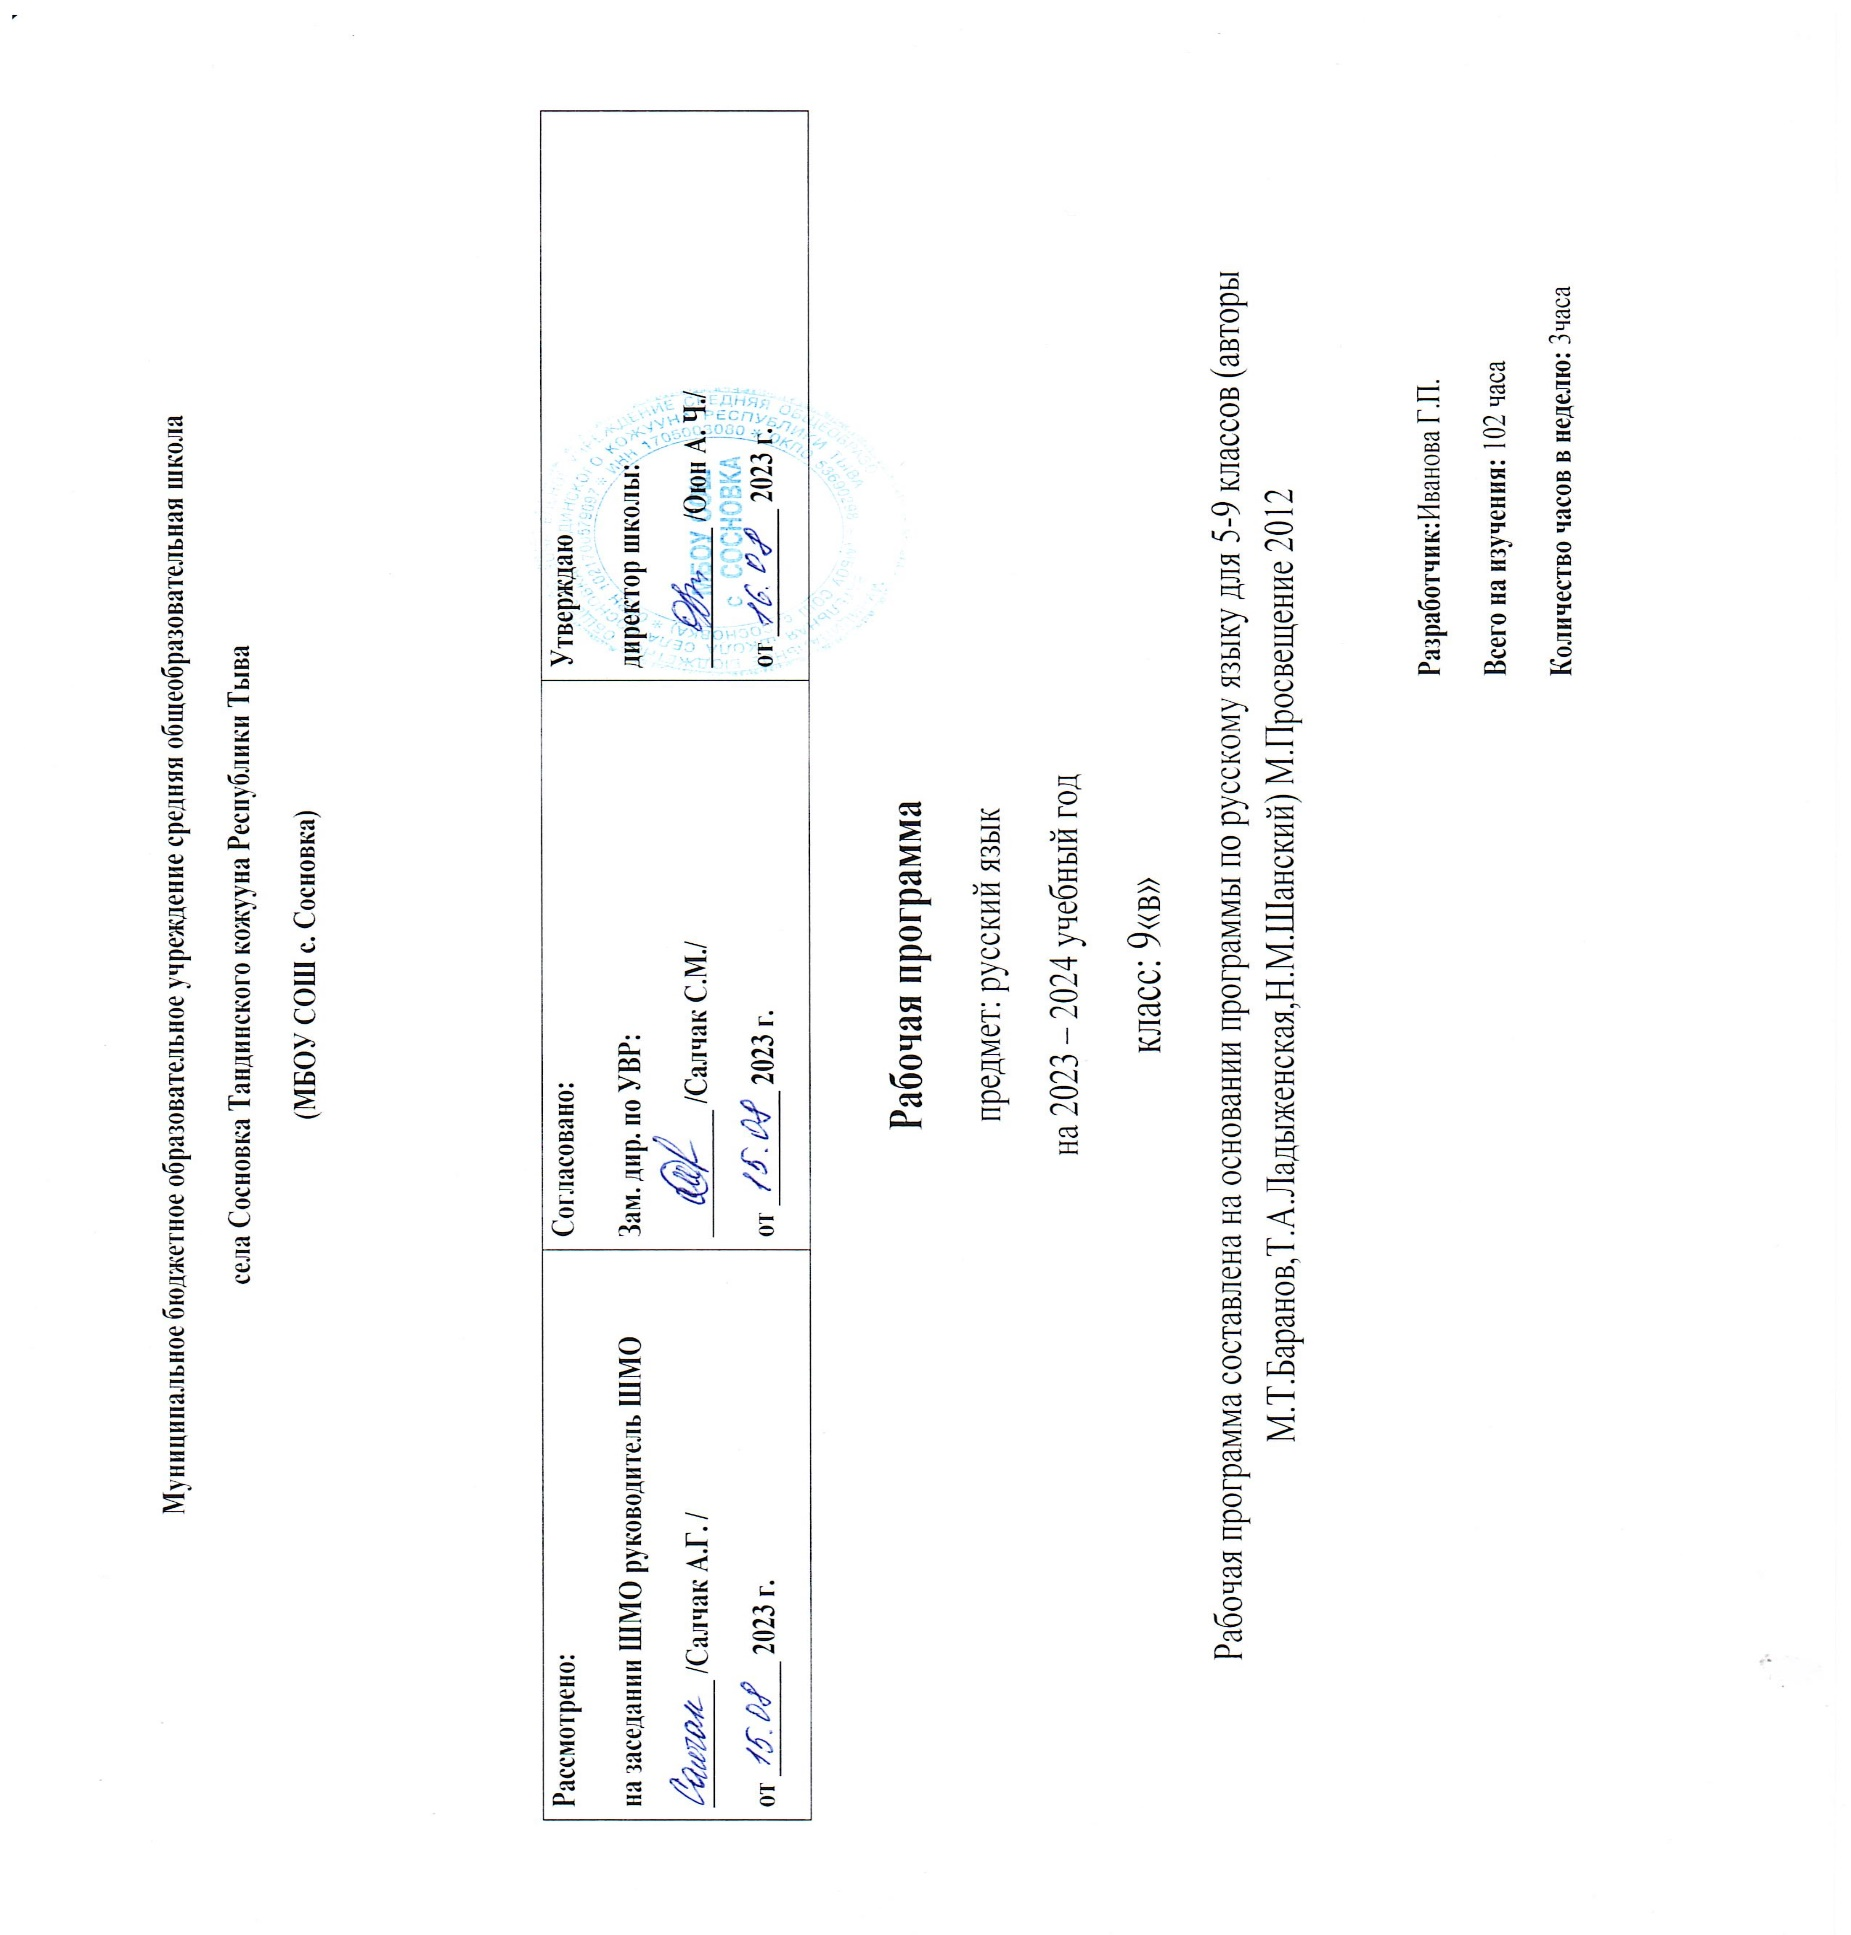 Муниципальное бюджетное образовательное учреждение средняя общеобразовательная школа
села Сосновка Тандинского кожууна Республики Тыва
(МБОУ СОШ с. Сосновка)
Рассмотрено:
на заседании ШМО руководитель ШМО
Салчак /Салчак А.Г. /
от 15.08 2023 г.
Согласовано:
Зам. дир. по УВР:
/Салчак С.М./
от 15.08 2023 г.
Утверждаю
директор школы:
/Оюн А. Ч./
от 16.08 2023 г.
МБОУ СОШ
с СОСНОВКА
Рабочая программа
предмет: русский язык
на 2023 – 2024 учебный год
класс: 9«в»
Рабочая программа составлена на основании программы по русскому языку для 5-9 классов (авторы
М.Т.Баранов,Т.А.Ладыженская,Н.М.Шанский) М.Просвещение 2012
Разработчик:Иванова Г.П.
Всего на изучения: 102 часа
Количество часов в неделю: 3часа